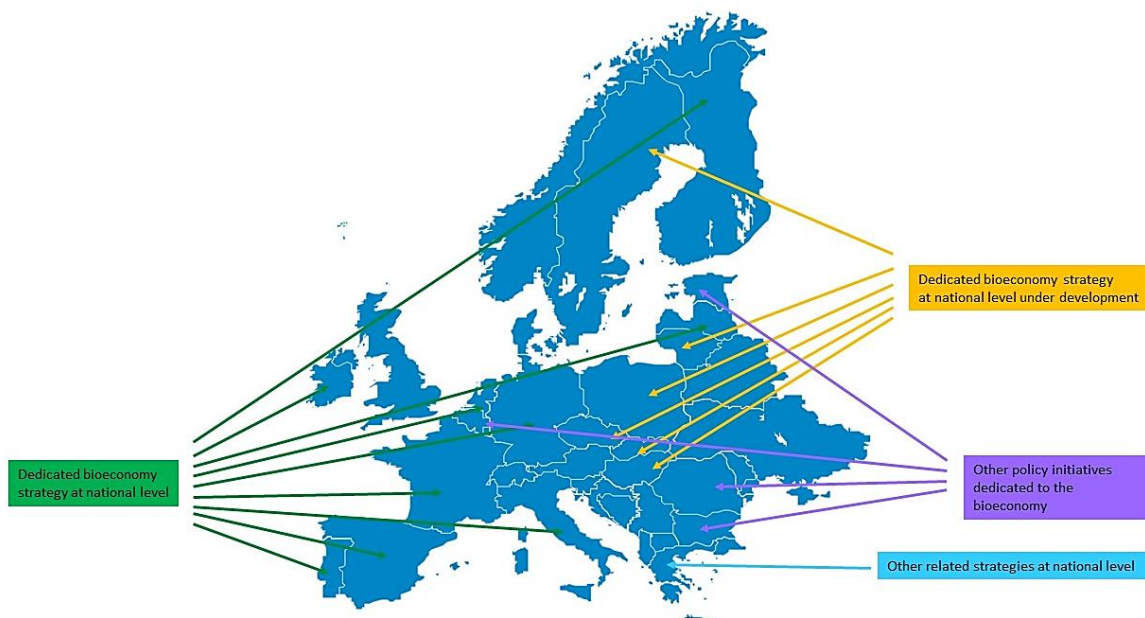 Dedicated bioeconomy strategy
at national level under development
Dedicated bioeconomy
strategy at national level
Other policy initiatives
dedicated to the
bioeconomy
Other related strategies at national level